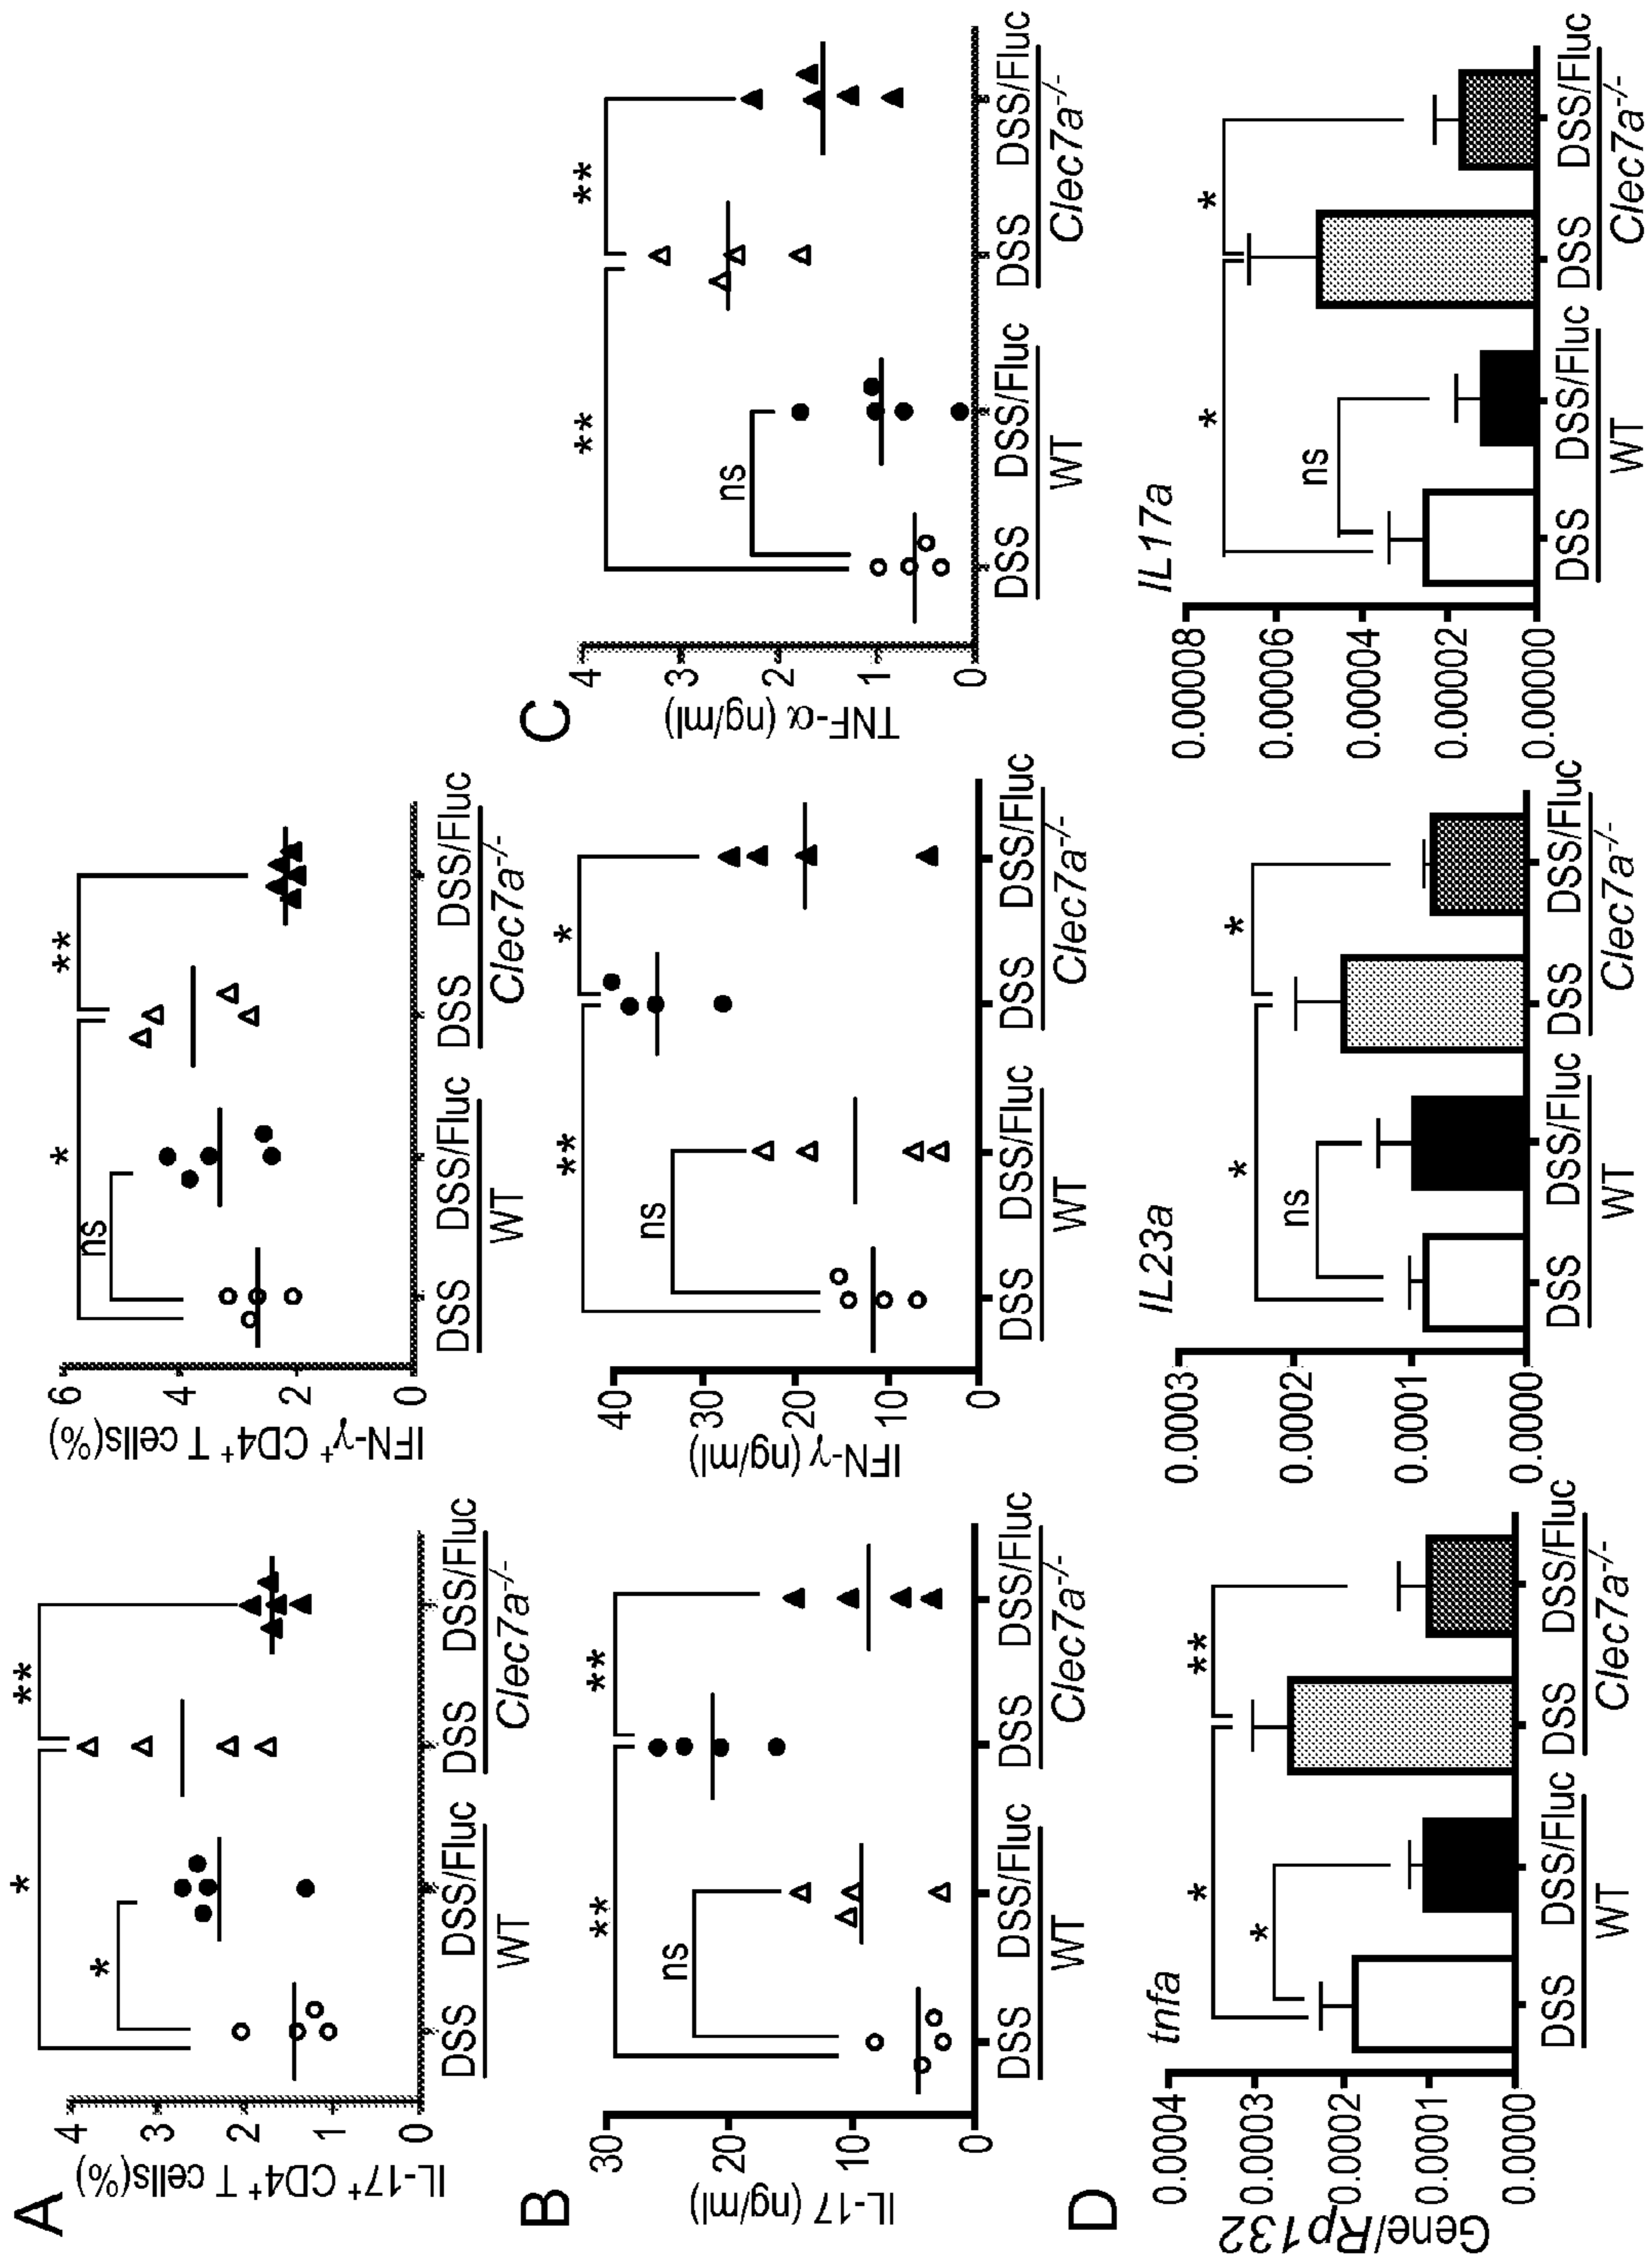 A
IL-17+ CD4+ T cells(%)
4
3
2
1
0
*
**
*
DSS DSS/Fluc DSS DSS/Fluc
WT Clec7a-/-
IFN-γ+ CD4+ T cells(%)
6
4
2
0
*
**
ns
DSS DSS/Fluc DSS DSS/Fluc
WT Clec7a-/-
B
IL-17 (ng/ml)
30
20
10
0
**
**
ns
DSS DSS/Fluc DSS DSS/Fluc
WT Clec7a-/-
IFN-γ (ng/ml)
40
30
20
10
0
**
*
ns
DSS DSS/Fluc DSS DSS/Fluc
WT Clec7a-/-
C
TNF-α (ng/ml)
4
3
2
1
0
**
**
ns
DSS DSS/Fluc DSS DSS/Fluc
WT Clec7a-/-
D
Gene/Rp132
tnfa
0.0004
0.0003
0.0002
0.0001
0.0000
*
**
*
DSS DSS/Fluc DSS DSS/Fluc
WT Clec7a-/-
IL23a
0.0003
0.0002
0.0001
0.0000
*
*
ns
DSS DSS/Fluc DSS DSS/Fluc
WT Clec7a-/-
IL17a
0.00008
0.00006
0.00004
0.00002
0.00000
*
*
ns
DSS DSS/Fluc DSS DSS/Fluc
WT Clec7a-/-